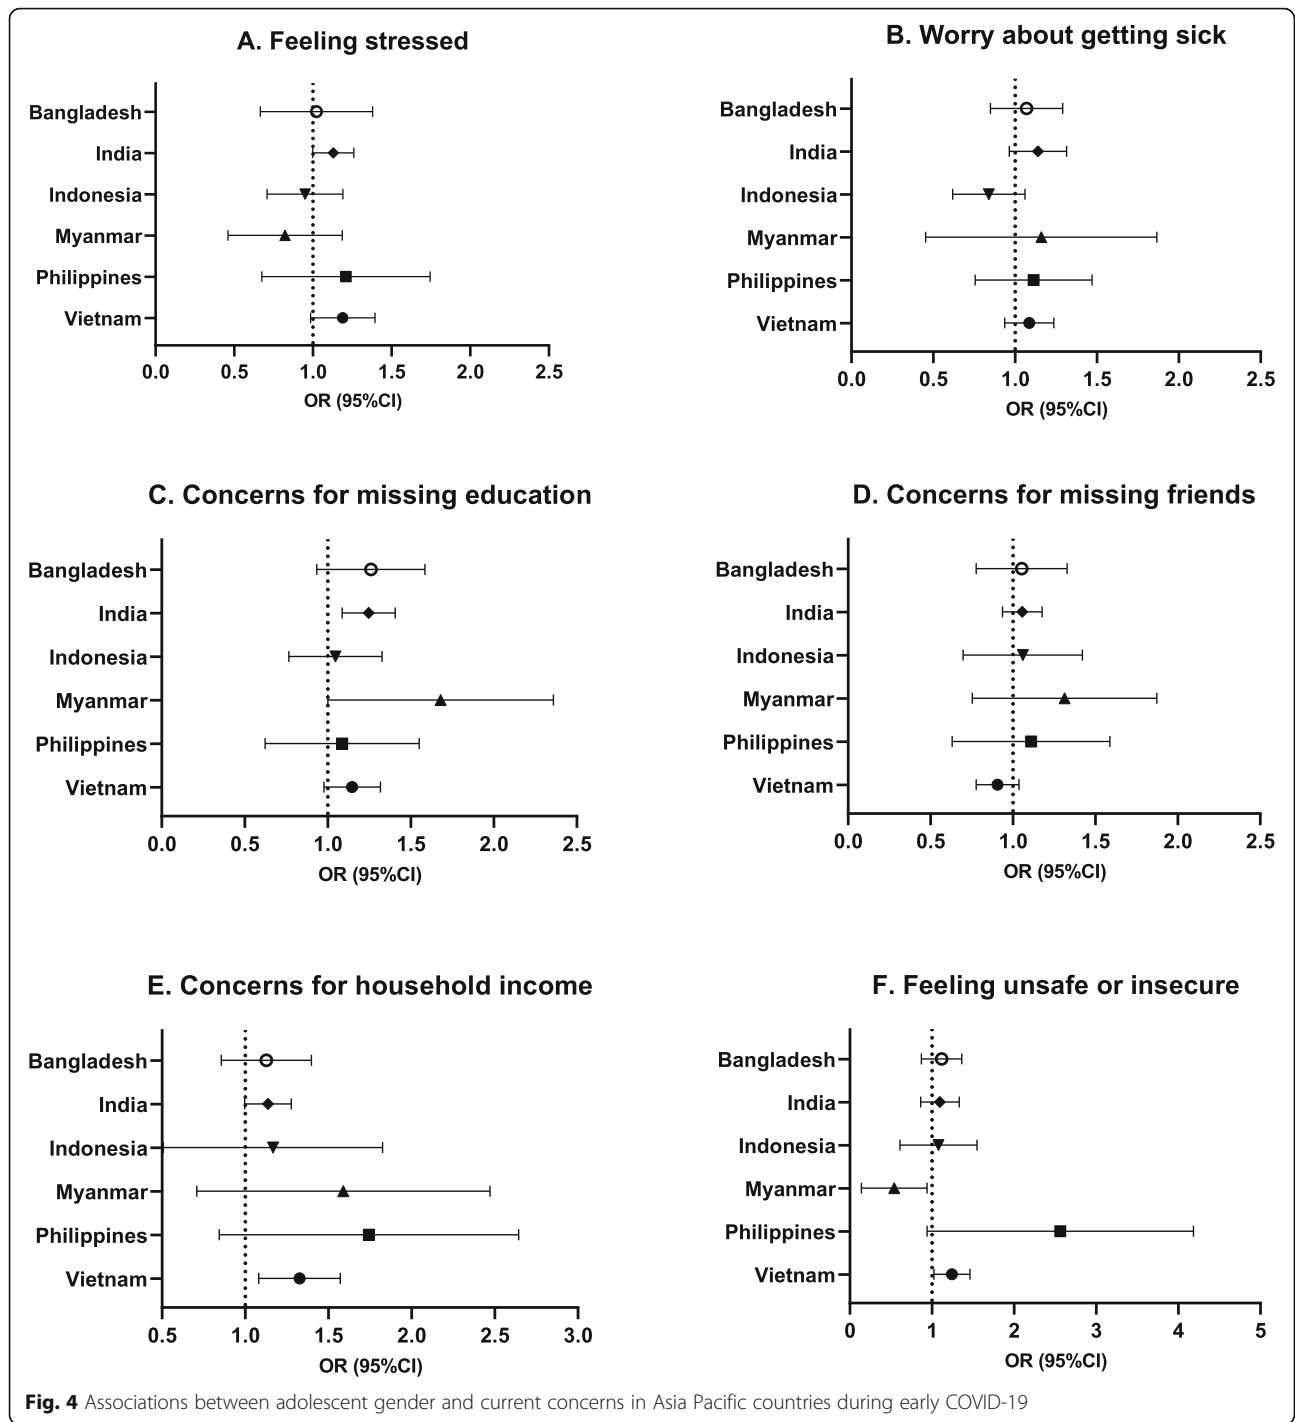 A. Feeling stressed
Bangladesh
India
Indonesia
Myanmar
Philippines
Vietnam
0.0 0.5 1.0 1.5 2.0 2.5
OR (95%CI)
B. Worry about getting sick
Bangladesh
India
Indonesia
Myanmar
Philippines
Vietnam
0.0 0.5 1.0 1.5 2.0 2.5
OR (95%CI)
C. Concerns for missing education
Bangladesh
India
Indonesia
Myanmar
Philippines
Vietnam
0.0 0.5 1.0 1.5 2.0 2.5
OR (95%CI)
D. Concerns for missing friends
Bangladesh
India
Indonesia
Myanmar
Philippines
Vietnam
0.0 0.5 1.0 1.5 2.0 2.5
OR (95%CI)
E. Concerns for household income
Bangladesh
India
Indonesia
Myanmar
Philippines
Vietnam
0.5 1.0 1.5 2.0 2.5 3.0
OR (95%CI)
F. Feeling unsafe or insecure
Bangladesh
India
Indonesia
Myanmar
Philippines
Vietnam
0 1 2 3 4 5
OR (95%CI)
Fig. 4 Associations between adolescent gender and current concerns in Asia Pacific countries during early COVID-19